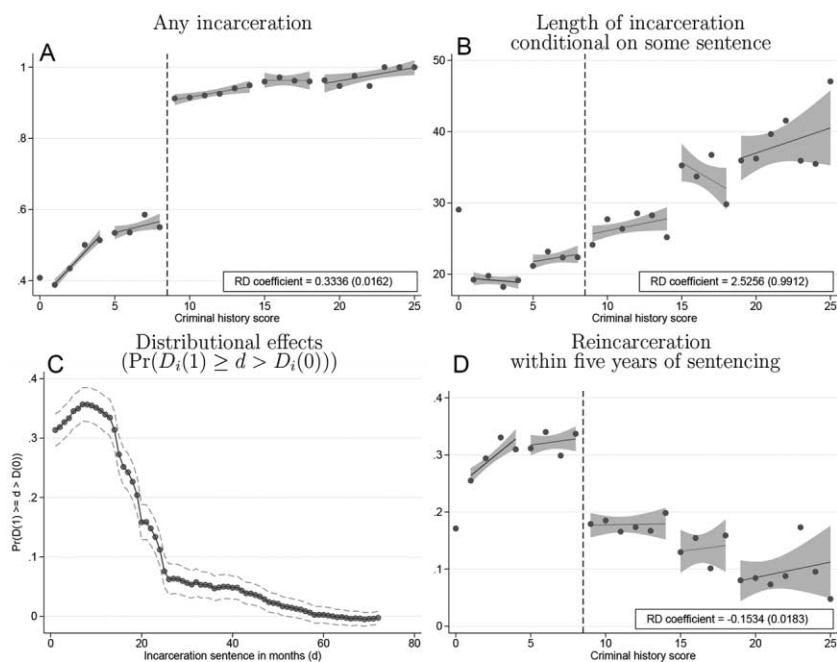 A
Any incarceration
1
.8
.6
.4
0
5
10
15
20
25
RD coefficient = 0.3336 (0.0162)
Criminal history score
B
Length of incarceration
conditional on some sentence
50
40
30
20
0
5
10
15
20
25
RD coefficient = 2.5256 (0.9912)
Criminal history score
C
Distributional effects
(Pr(D_i(1) ≥ d > D_i(0)))
Pr(D(1) >= d > D(0))
.4
.3
.2
.1
0
0
20
40
60
80
Incarceration sentence in months (d)
D
Reincarceration
within five years of sentencing
.4
.3
.2
.1
0
0
5
10
15
20
25
RD coefficient = -0.1534 (0.0183)
Criminal history score